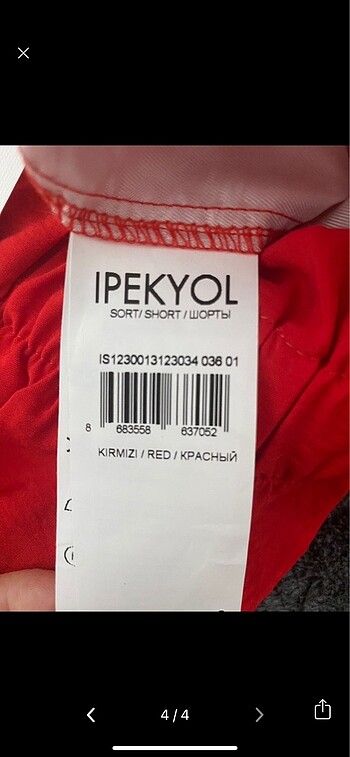 IPEKYOL
SORT/ SHORT / ШОРТЫ
IS1230013123034 036 01
8 683558 637052
KIRMIZI / RED / КРАСНЫЙ
4/4